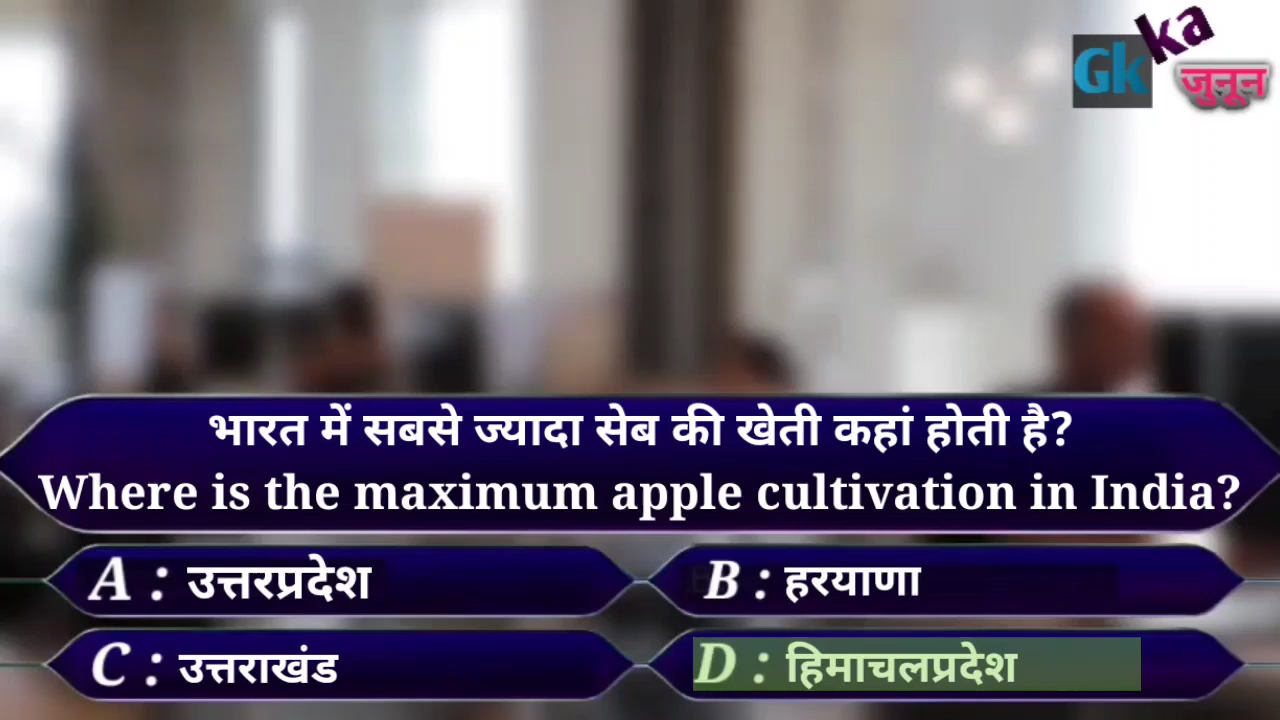 Gk ka
जुनून
भारत में सबसे ज्यादा सेब की खेती कहां होती है?
Where is the maximum apple cultivation in India?
A : उत्तरप्रदेश
B : हरयाणा
C : उत्तराखंड
D : हिमाचलप्रदेश